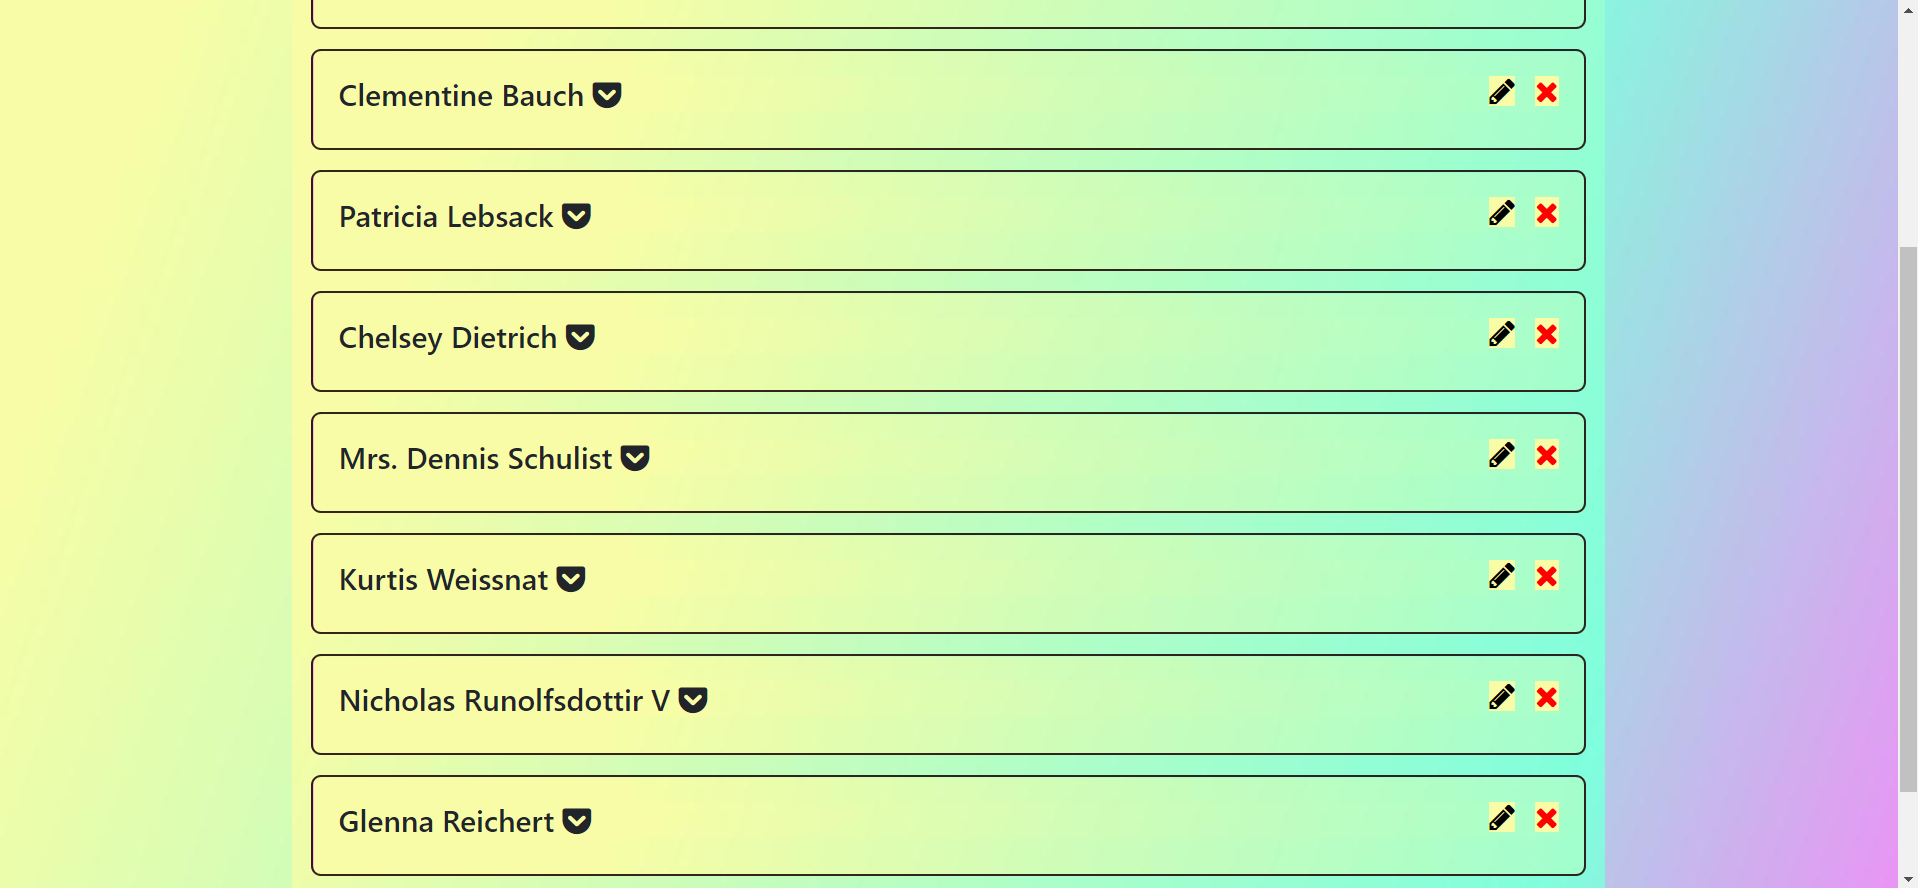 Clementine Bauch
Patricia Lebsack
Chelsey Dietrich
Mrs. Dennis Schulist
Kurtis Weissnat
Nicholas Runolfsdottir V
Glenna Reichert